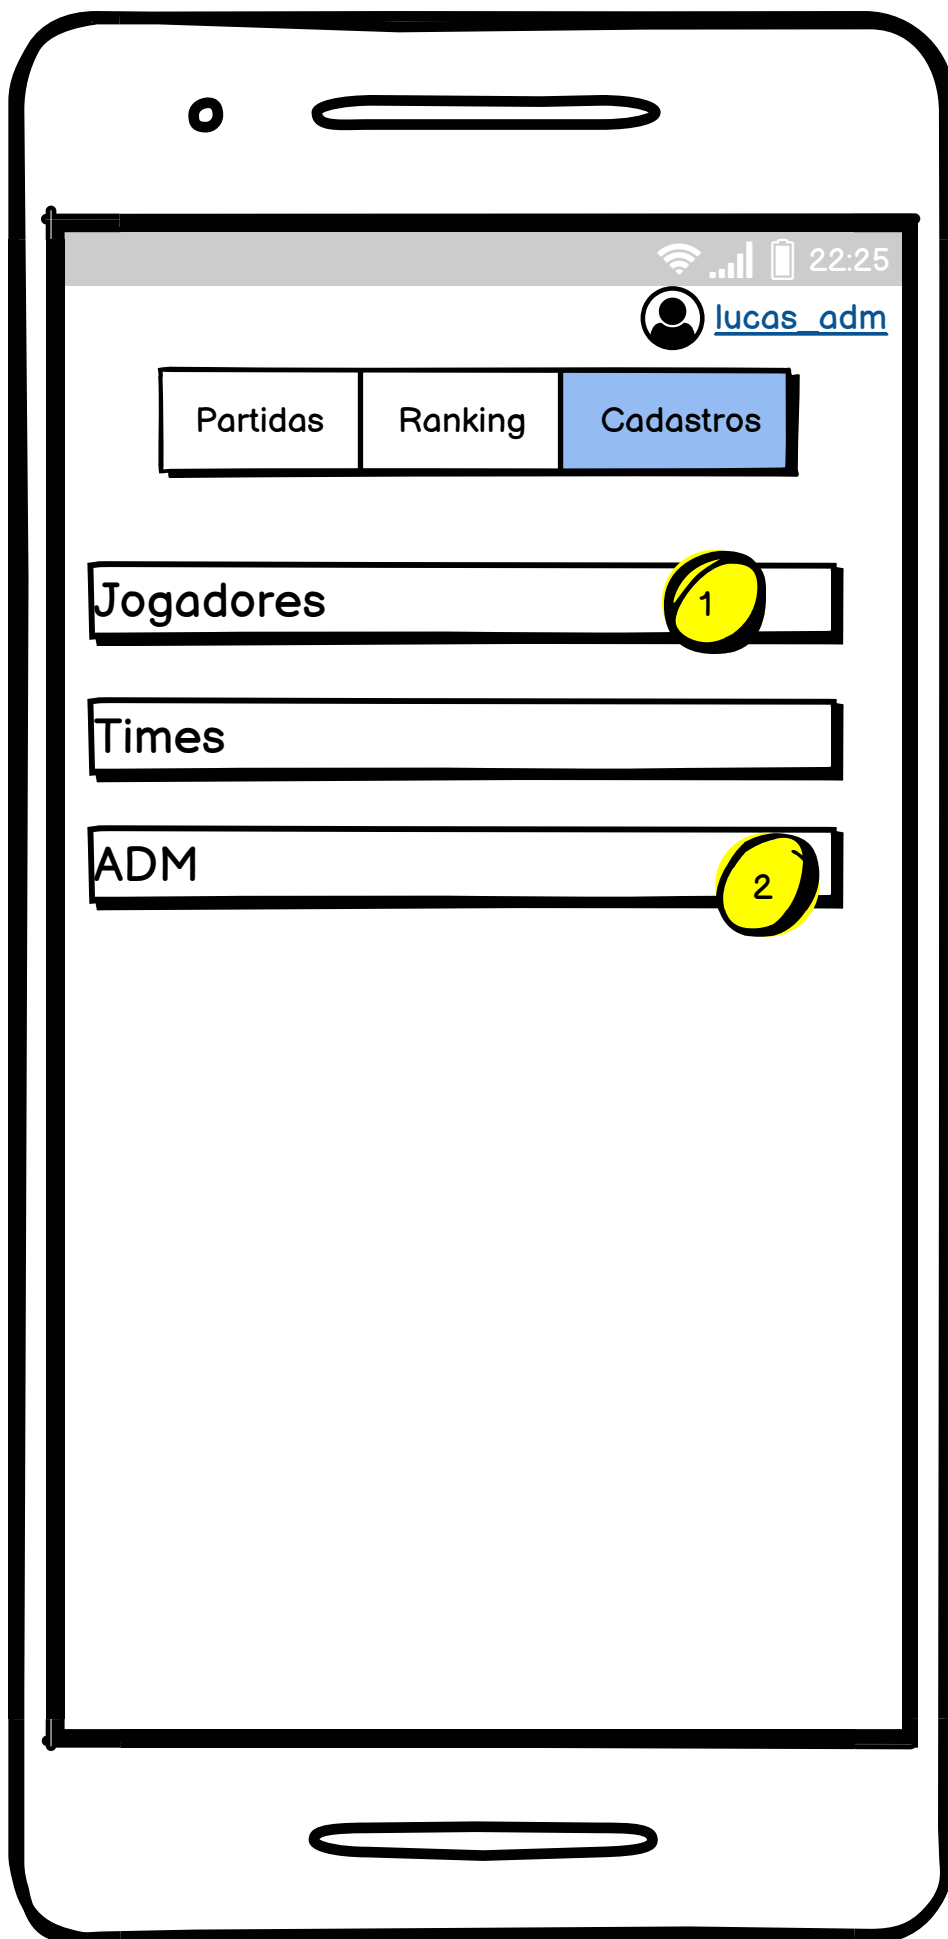 22:25
lucas_adm
Partidas Ranking Cadastros
Jogadores 1
Times
ADM 2